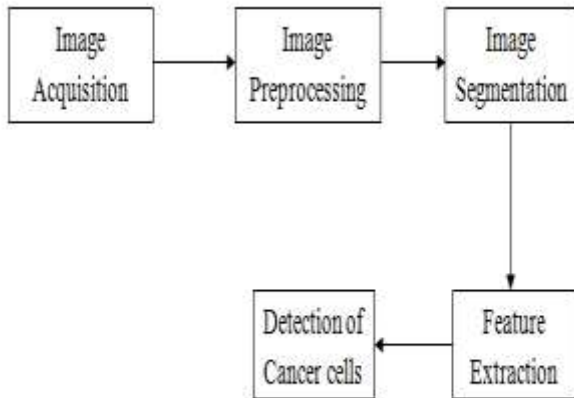 Image
Acquisition
Image
Preprocessing
Image
Segmentation
Feature
Extraction
Detection of
Cancer cells